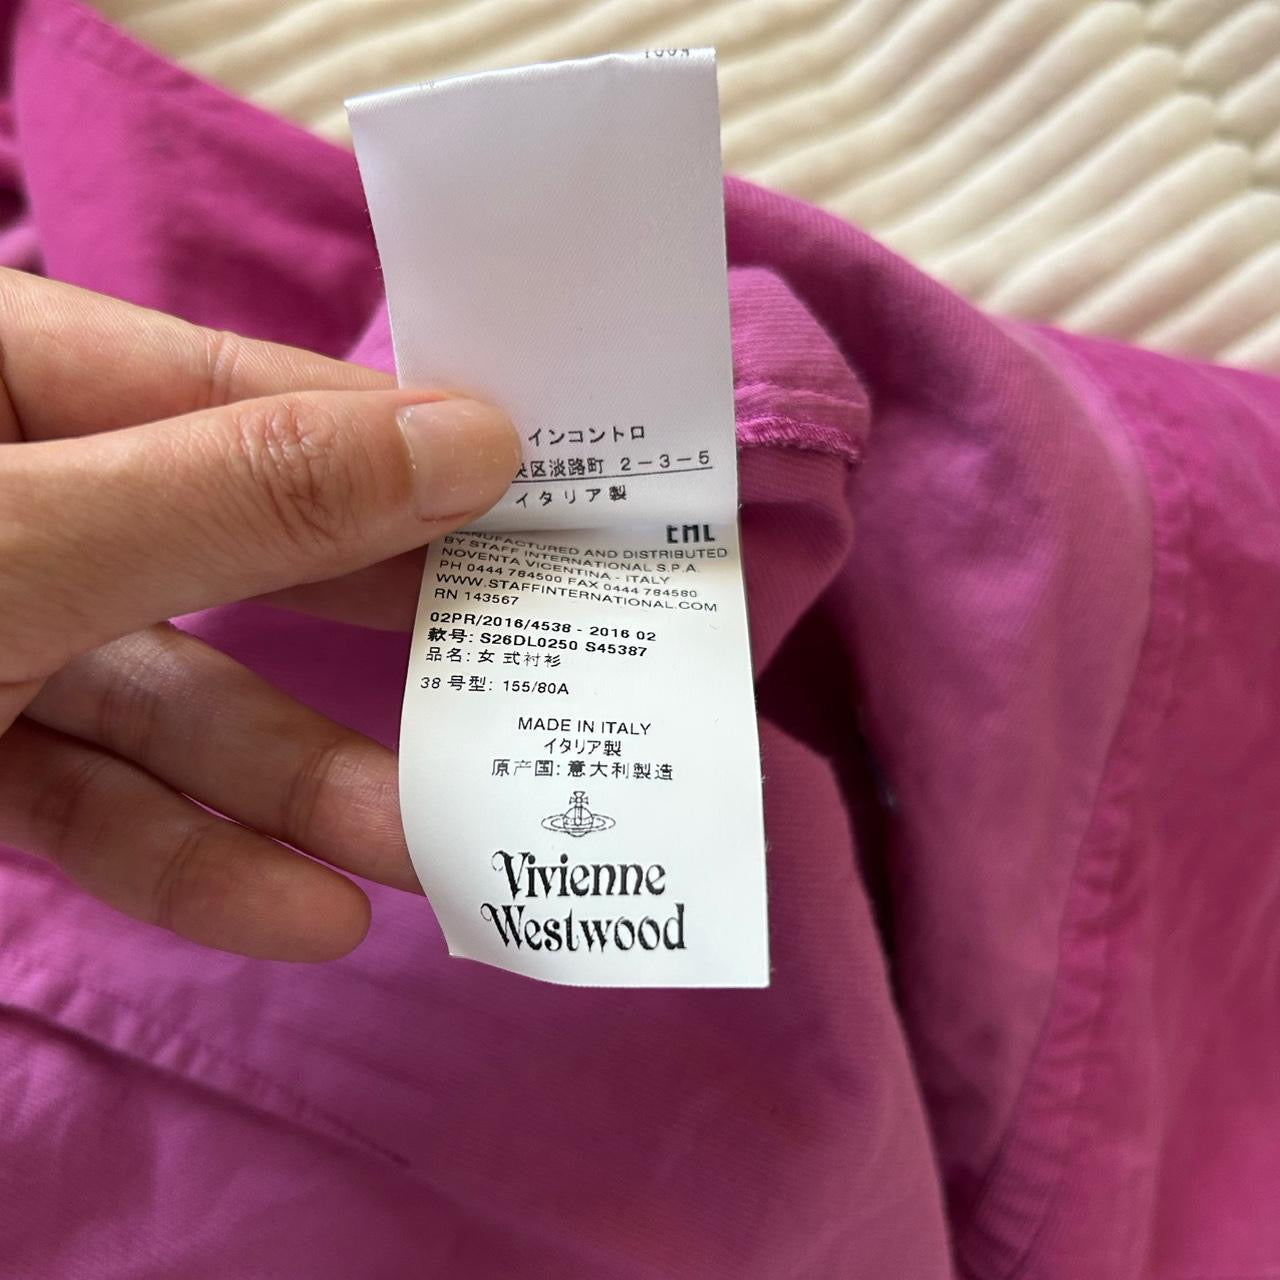 100%
インコントロ
区淡路町 2-3-5
イタリア製
EAC
MANUFACTURED AND DISTRIBUTED
BY STAFF INTERNATIONAL S.P.A.
NOVENTA VICENTINA - ITALY
PH 0444 784500 FAX 0444 784580
WWW.STAFFINTERNATIONAL.COM
RN 143567
02PR/2016/4538 - 2016 02
款号: S26DL0250 S45387
品名: 女 式衬衫
38 号型: 155/80A
MADE IN ITALY
イタリア製
原产国: 意大利製造
Vivienne
Westwood